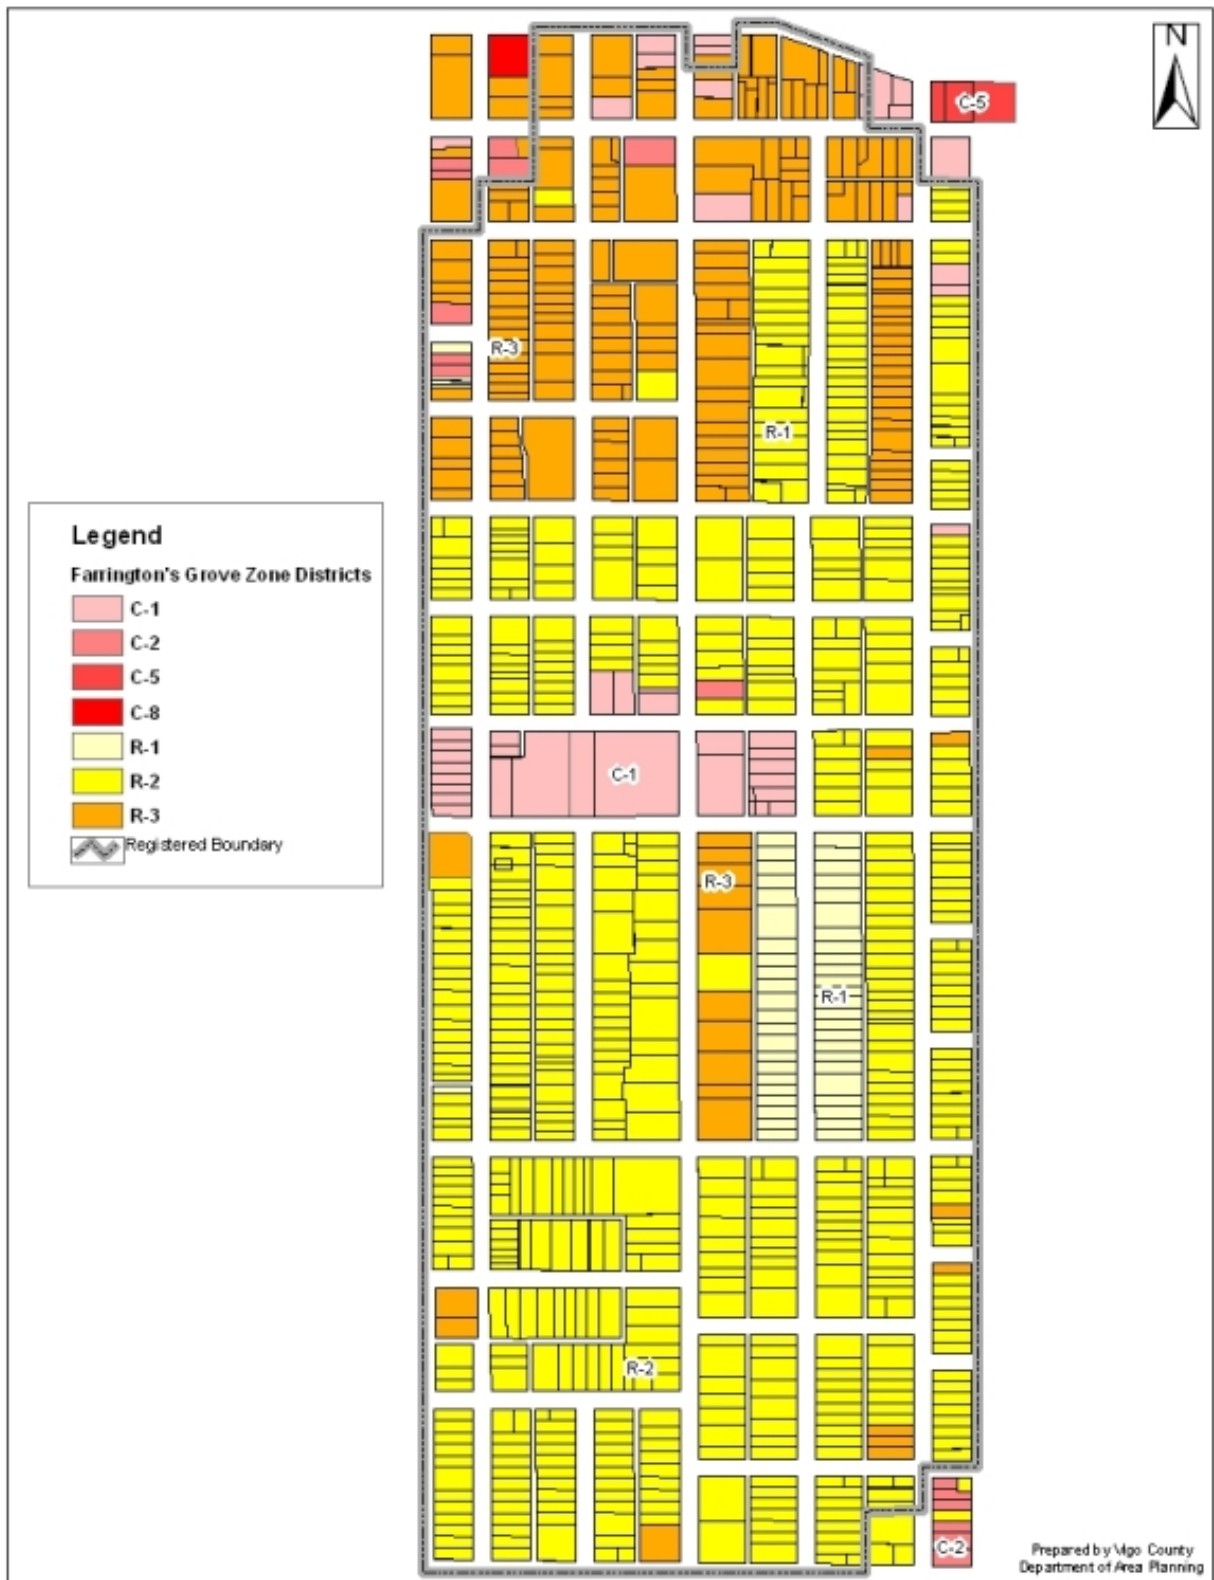 N
C-5
R-3
R-1
Legend
Farrington's Grove Zone Districts
C-1
C-2
C-5
C-8
R-1
R-2
R-3
Registered Boundary
C-1
R-3
R-1
R-2
C-2
Prepared by Vigo County
Department of Area Planning